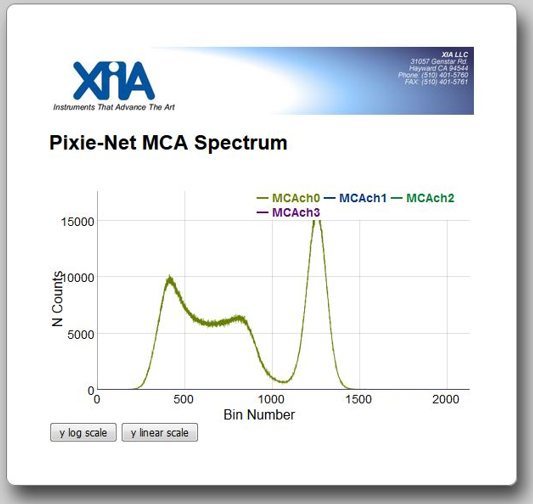 XIA
Instruments That Advance The Art
XIA LLC
31057 Genstar Rd.
Hayward CA 94544
Phone: (510) 401-5760
FAX: (510) 401-5761
Pixie-Net MCA Spectrum
MCAch0 MCAch1 MCAch2
MCAch3
15000
10000
5000
0
N Counts
0 500 1000 1500 2000
Bin Number
y log scale y linear scale